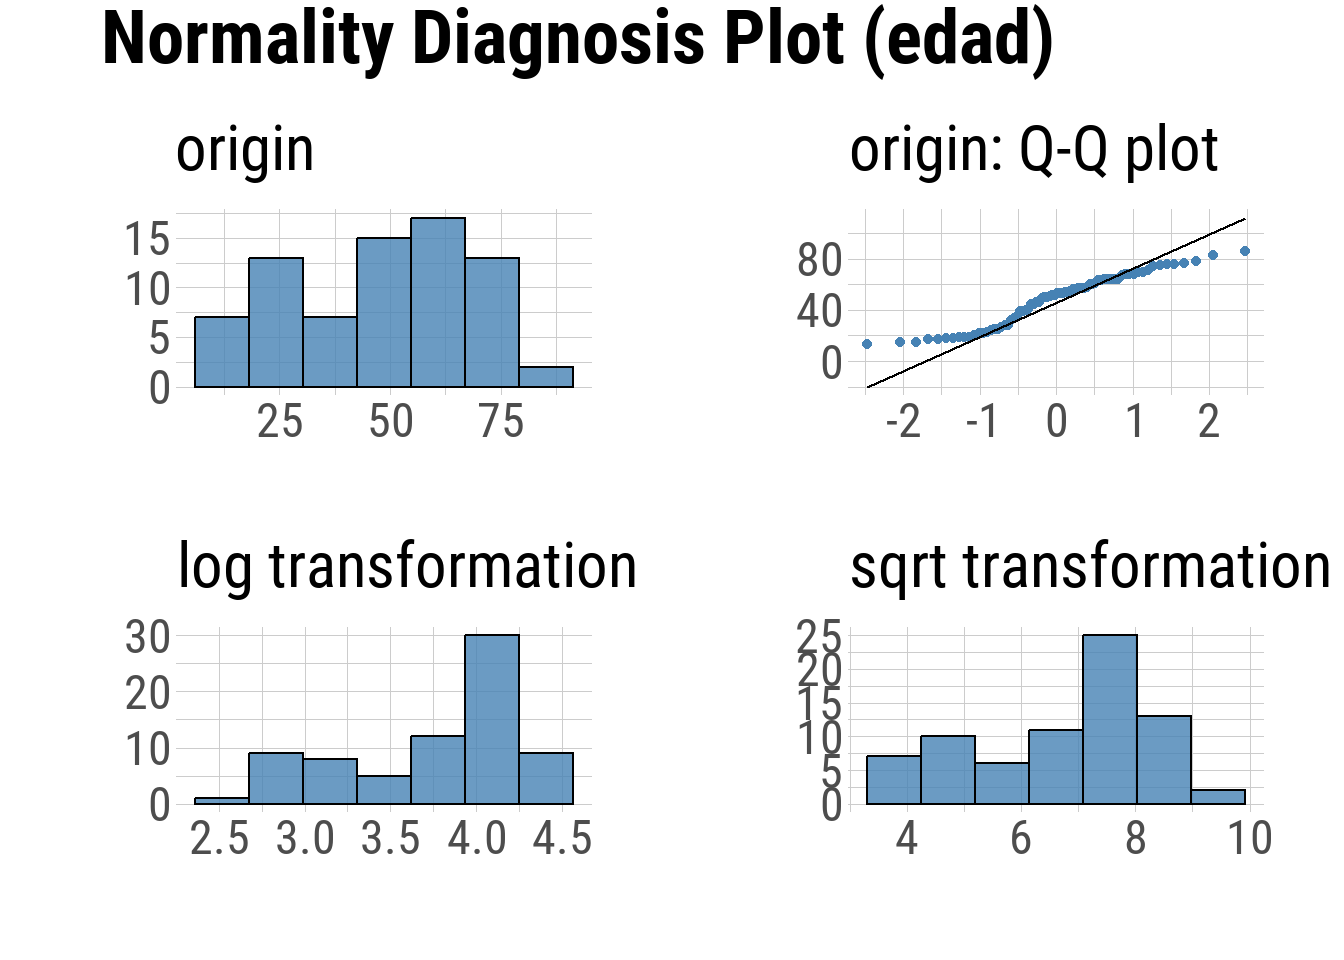 Normality Diagnosis Plot (edad)
origin
15
10
5
0
25 50 75
origin: Q-Q plot
80
40
0
-2 -1 0 1 2
log transformation
30
20
10
0
2.5 3.0 3.5 4.0 4.5
sqrt transformation
25
20
15
10
5
0
4 6 8 10